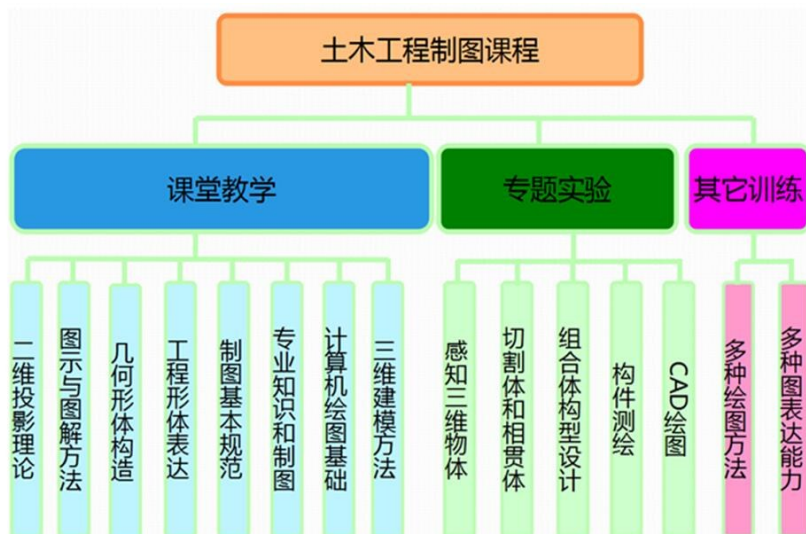 土木工程制图课程
课堂教学
专题实验
其它训练
二维投影理论
图示与图解方法
几何形体构造
工程形体表达
制图基本规范
专业知识和制图
计算机绘图基础
三维建模方法
感知三维物体
切割体和相贯体
组合体构型设计
构件测绘
CAD绘图
多种绘图方法
多种图表达能力